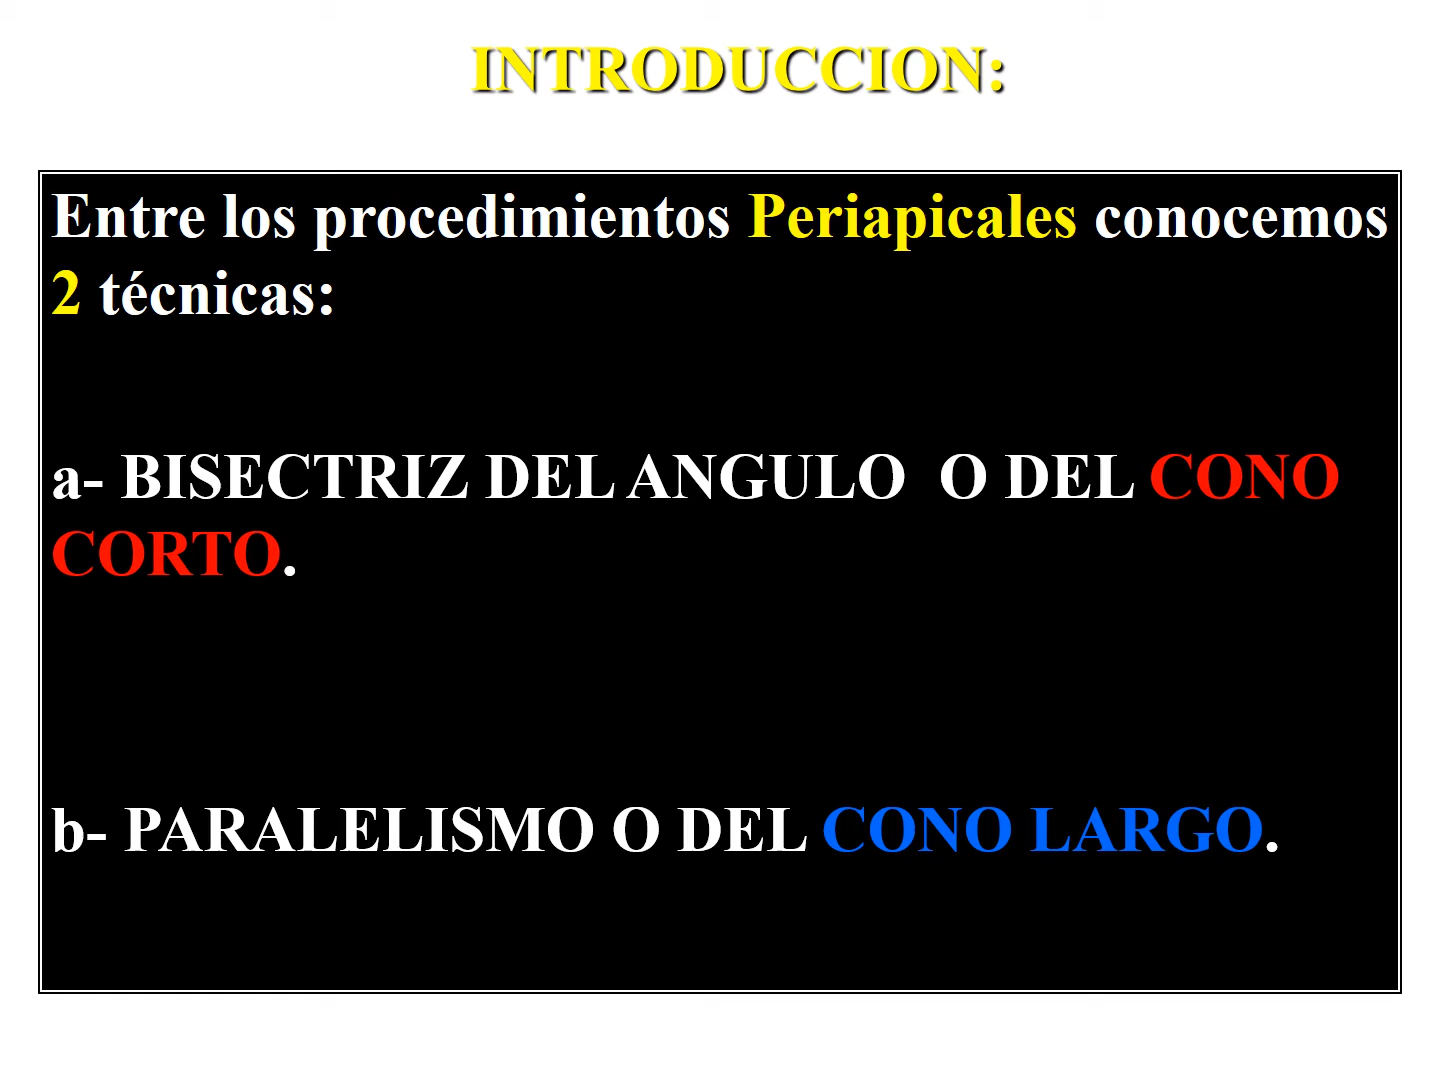 INTRODUCCION:
Entre los procedimientos Periapicales conocemos
2 técnicas:
a- BISECTRIZ DEL ANGULO  O DEL CONO
CORTO.
b- PARALELISMO O DEL CONO LARGO.